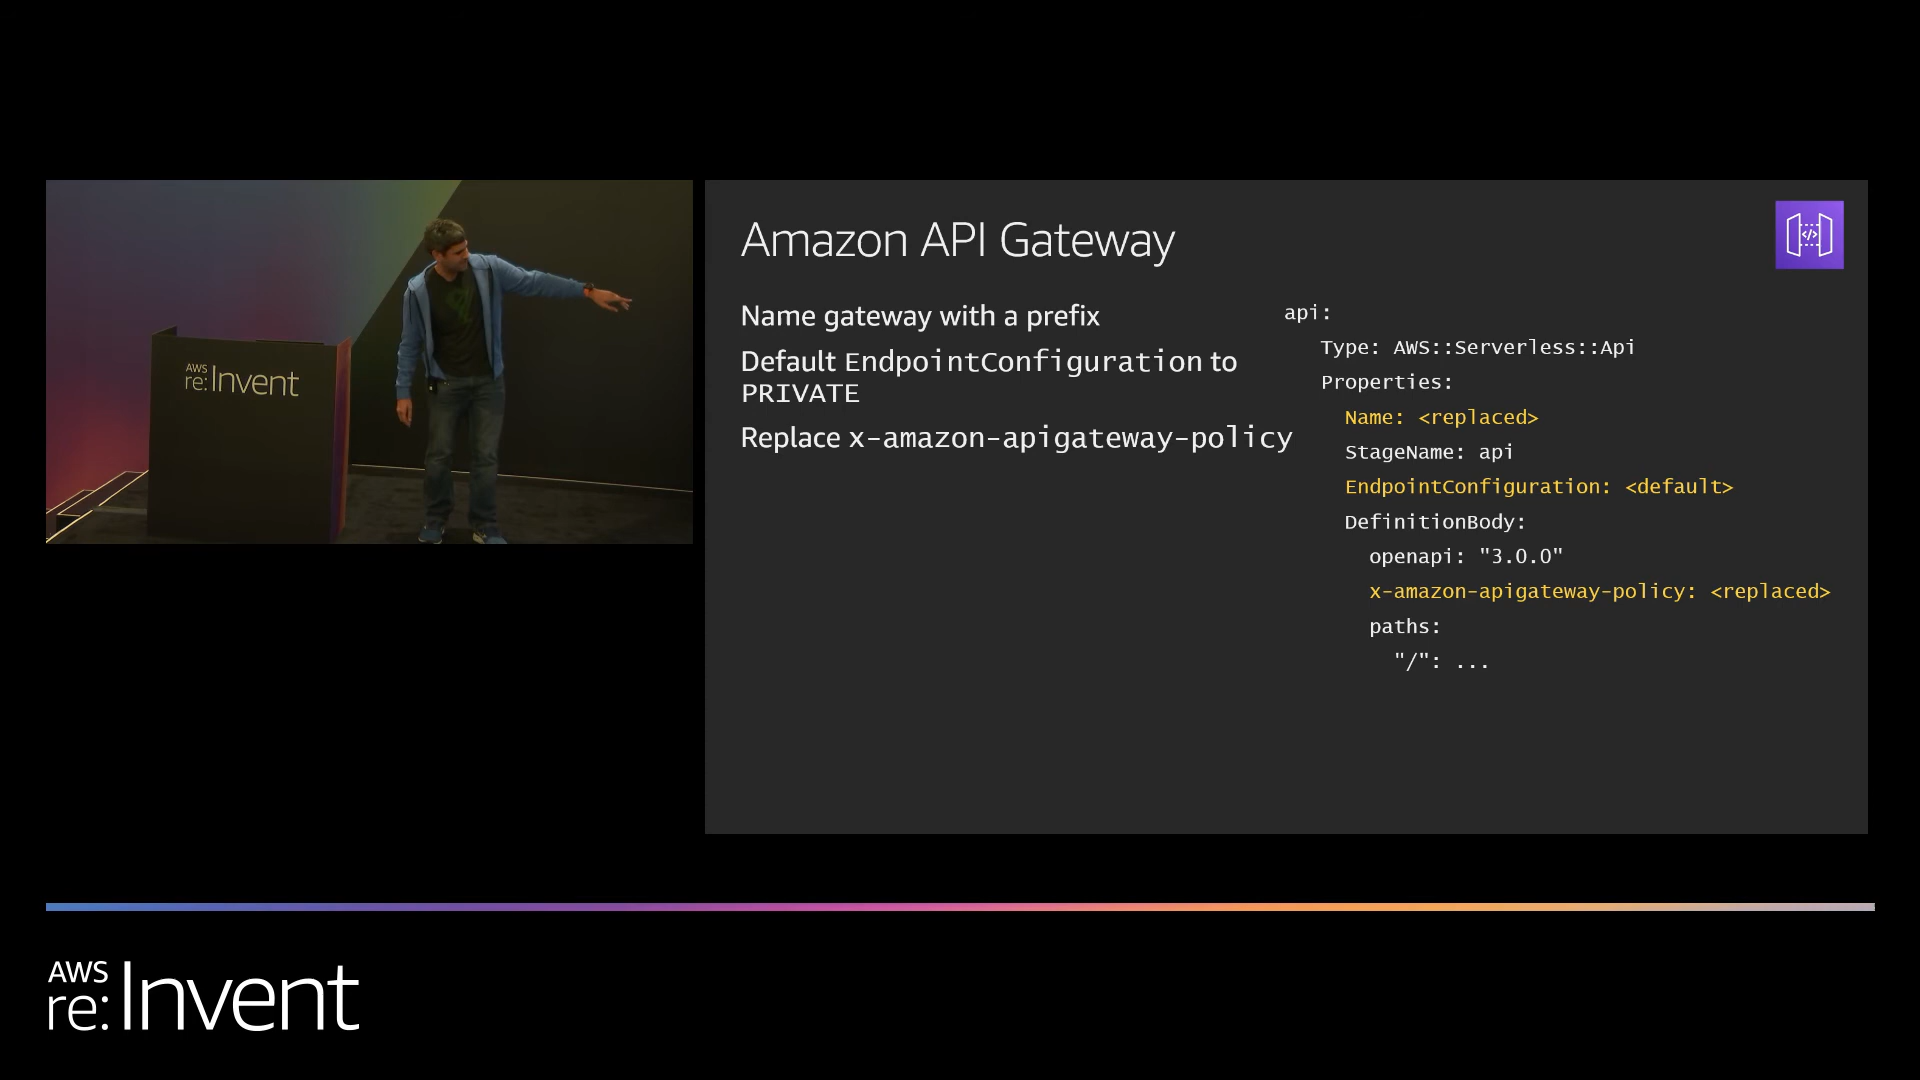 AWS
re:Invent
Amazon API Gateway
Name gateway with a prefix
Default EndpointConfiguration to
PRIVATE
Replace x-amazon-apigateway-policy
</>
api:
Type: AWS::Serverless::Api
Properties:
Name: <replaced>
StageName: api
EndpointConfiguration: <default>
DefinitionBody:
openapi: "3.0.0"
x-amazon-apigateway-policy: <replaced>
paths:
"/": ...
AWS
re:Invent